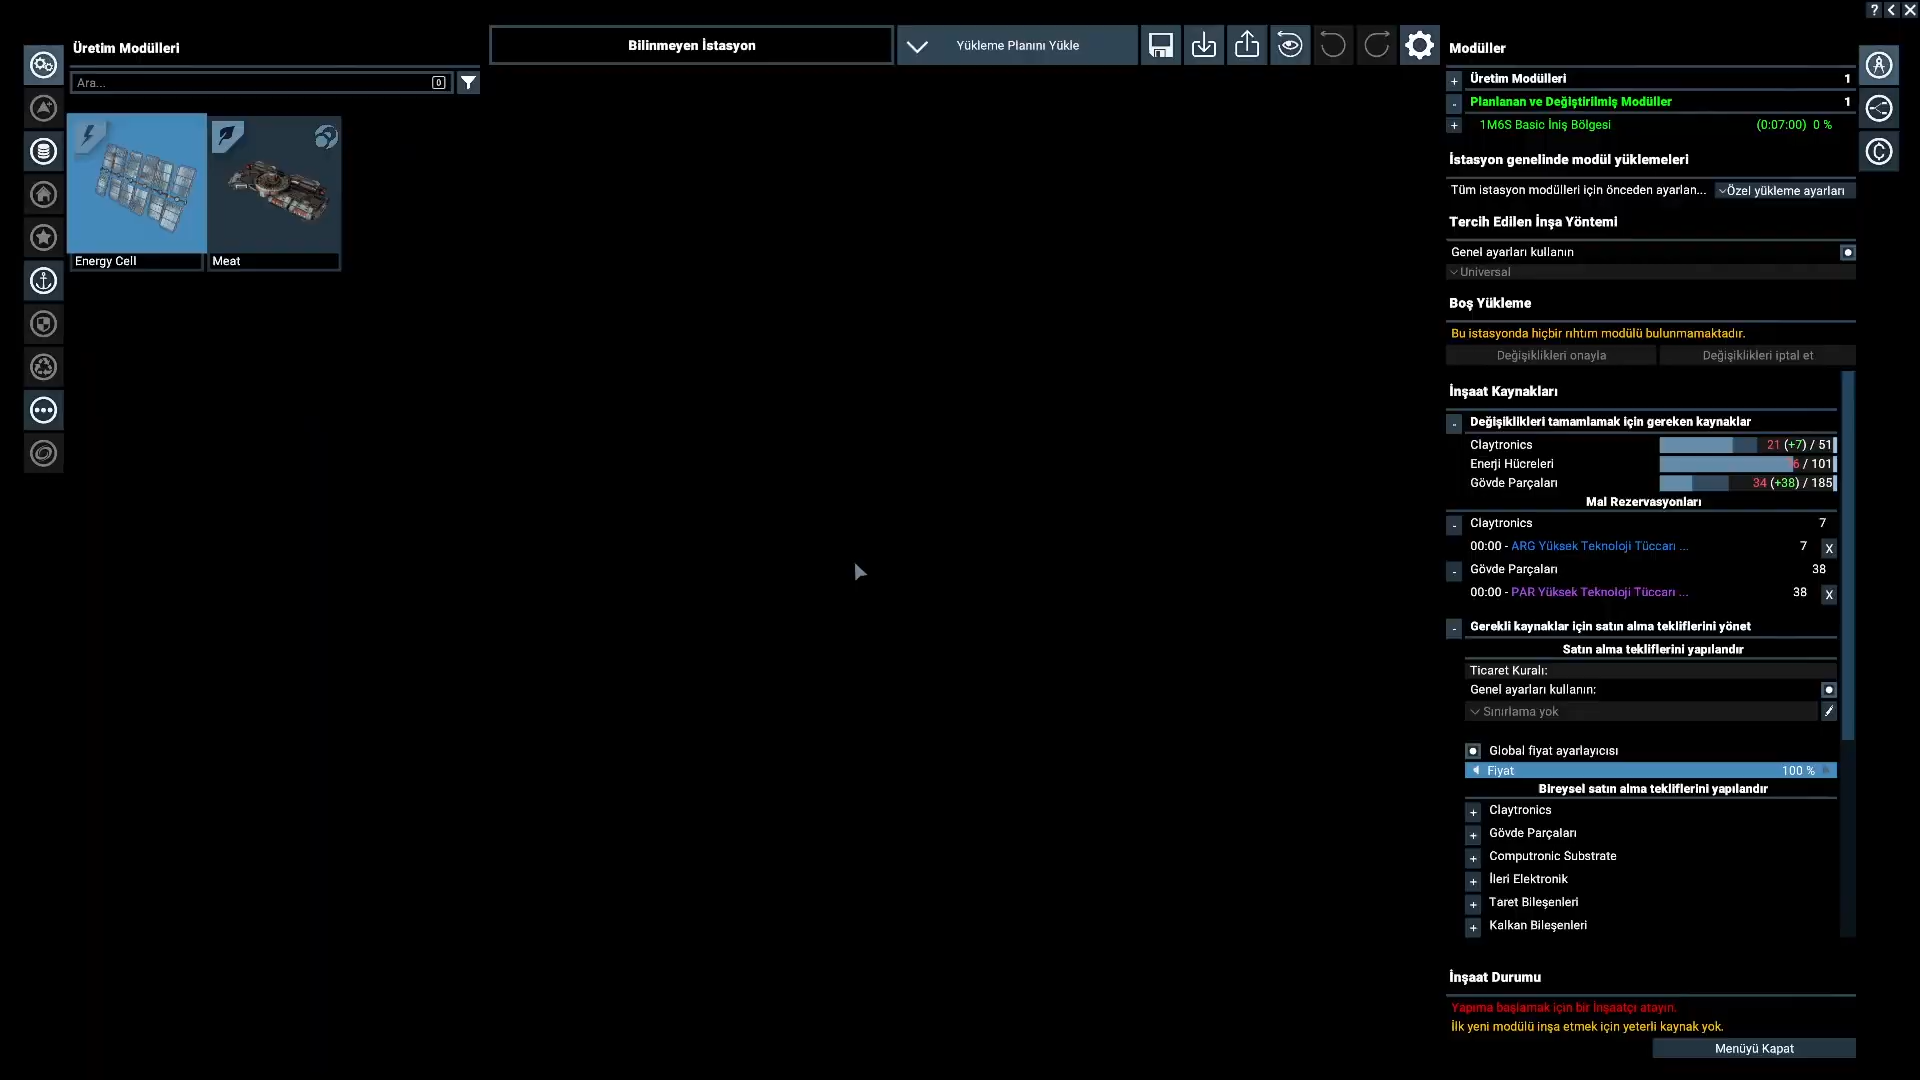 Üretim Modülleri
Ara...
0
Energy Cell
Meat
Bilinmeyen İstasyon
Yükleme Planını Yükle
? < X
Modüller
+ Üretim Modülleri 1
- Planlanan ve Değiştirilmiş Modüller 1
+ 1M6S Basic İniş Bölgesi (0:07:00) 0 %
İstasyon genelinde modül yüklemeleri
Tüm istasyon modülleri için önceden ayarlan... Özel yükleme ayarları
Tercih Edilen İnşa Yöntemi
Genel ayarları kullanın
Universal
Boş Yükleme
Bu istasyonda hiçbir rıhtım modülü bulunmamaktadır.
Değişiklikleri onayla Değişiklikleri iptal et
İnşaat Kaynakları
- Değişiklikleri tamamlamak için gereken kaynaklar
Claytronics 21 (+7) / 51
Enerji Hücreleri / 101
Gövde Parçaları 34 (+38) / 185
Mal Rezervasyonları
- Claytronics 7
00:00 - ARG Yüksek Teknoloji Tüccarı ... 7 X
- Gövde Parçaları 38
00:00 - PAR Yüksek Teknoloji Tüccarı ... 38 X
- Gerekli kaynaklar için satın alma tekliflerini yönet
Satın alma tekliflerini yapılandır
Ticaret Kuralı:
Genel ayarları kullanın:
Sınırlama yok
Global fiyat ayarlayıcısı
Fiyat 100 %
Bireysel satın alma tekliflerini yapılandır
+ Claytronics
+ Gövde Parçaları
+ Computronic Substrate
+ İleri Elektronik
+ Taret Bileşenleri
+ Kalkan Bileşenleri
İnşaat Durumu
Yapıma başlamak için bir İnşaatçı atayın.
İlk yeni modülü inşa etmek için yeterli kaynak yok.
Menüyü Kapat